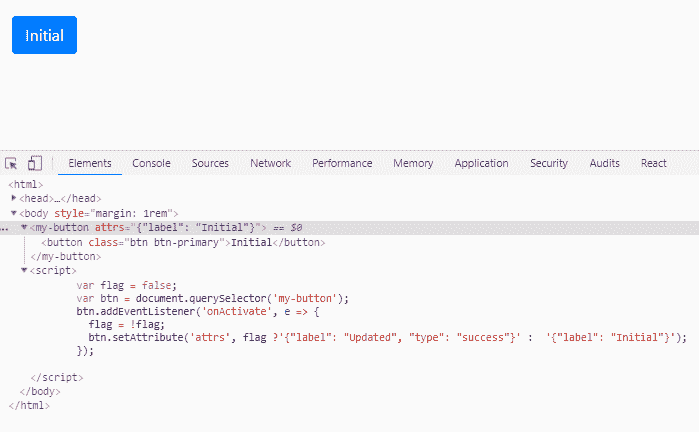 Initial
Elements Console Sources Network Performance Memory Application Security Audits React
<html>
<head>…</head>
<body style="margin: 1rem">
… <my-button attrs="{"label": "Initial"}"> == $0
<button class="btn btn-primary">Initial</button>
</my-button>
<script>
var flag = false;
var btn = document.querySelector('my-button');
btn.addEventListener('onActivate', e => {
flag = !flag;
btn.setAttribute('attrs', flag ?'{"label": "Updated", "type": "success"}' : '{"label": "Initial"}');
});
</script>
</body>
</html>